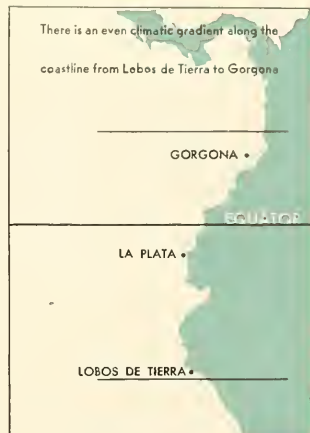 There is an even climatic gradient along the
coastline from Lobos de Tierra to Gorgona
GORGONA
EQUATOR
LA PLATA
LOBOS DE TIERRA